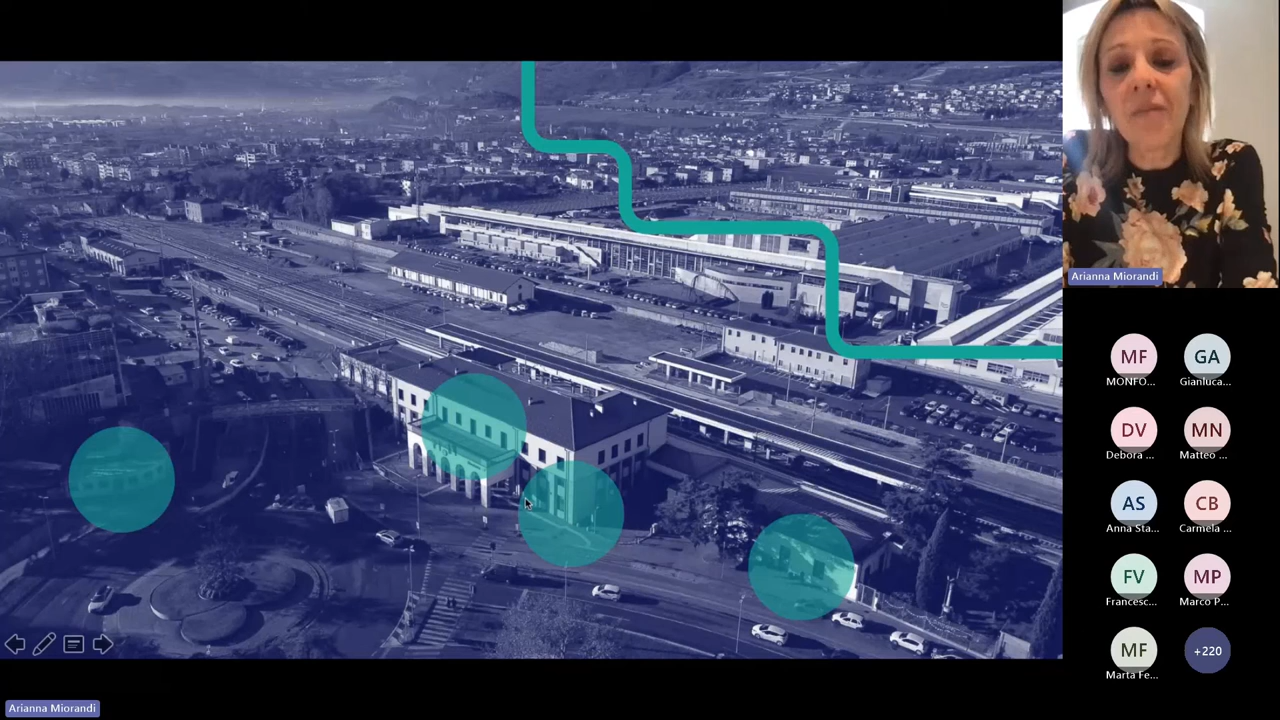 Arianna Miorandi
MF
MONFO...
GA
Gianluca...
DV
Debora ...
MN
Matteo ...
AS
Anna Sta...
CB
Carmela ...
FV
Francesc...
MP
Marco P...
MF
Marta Fe...
+220
Arianna Miorandi